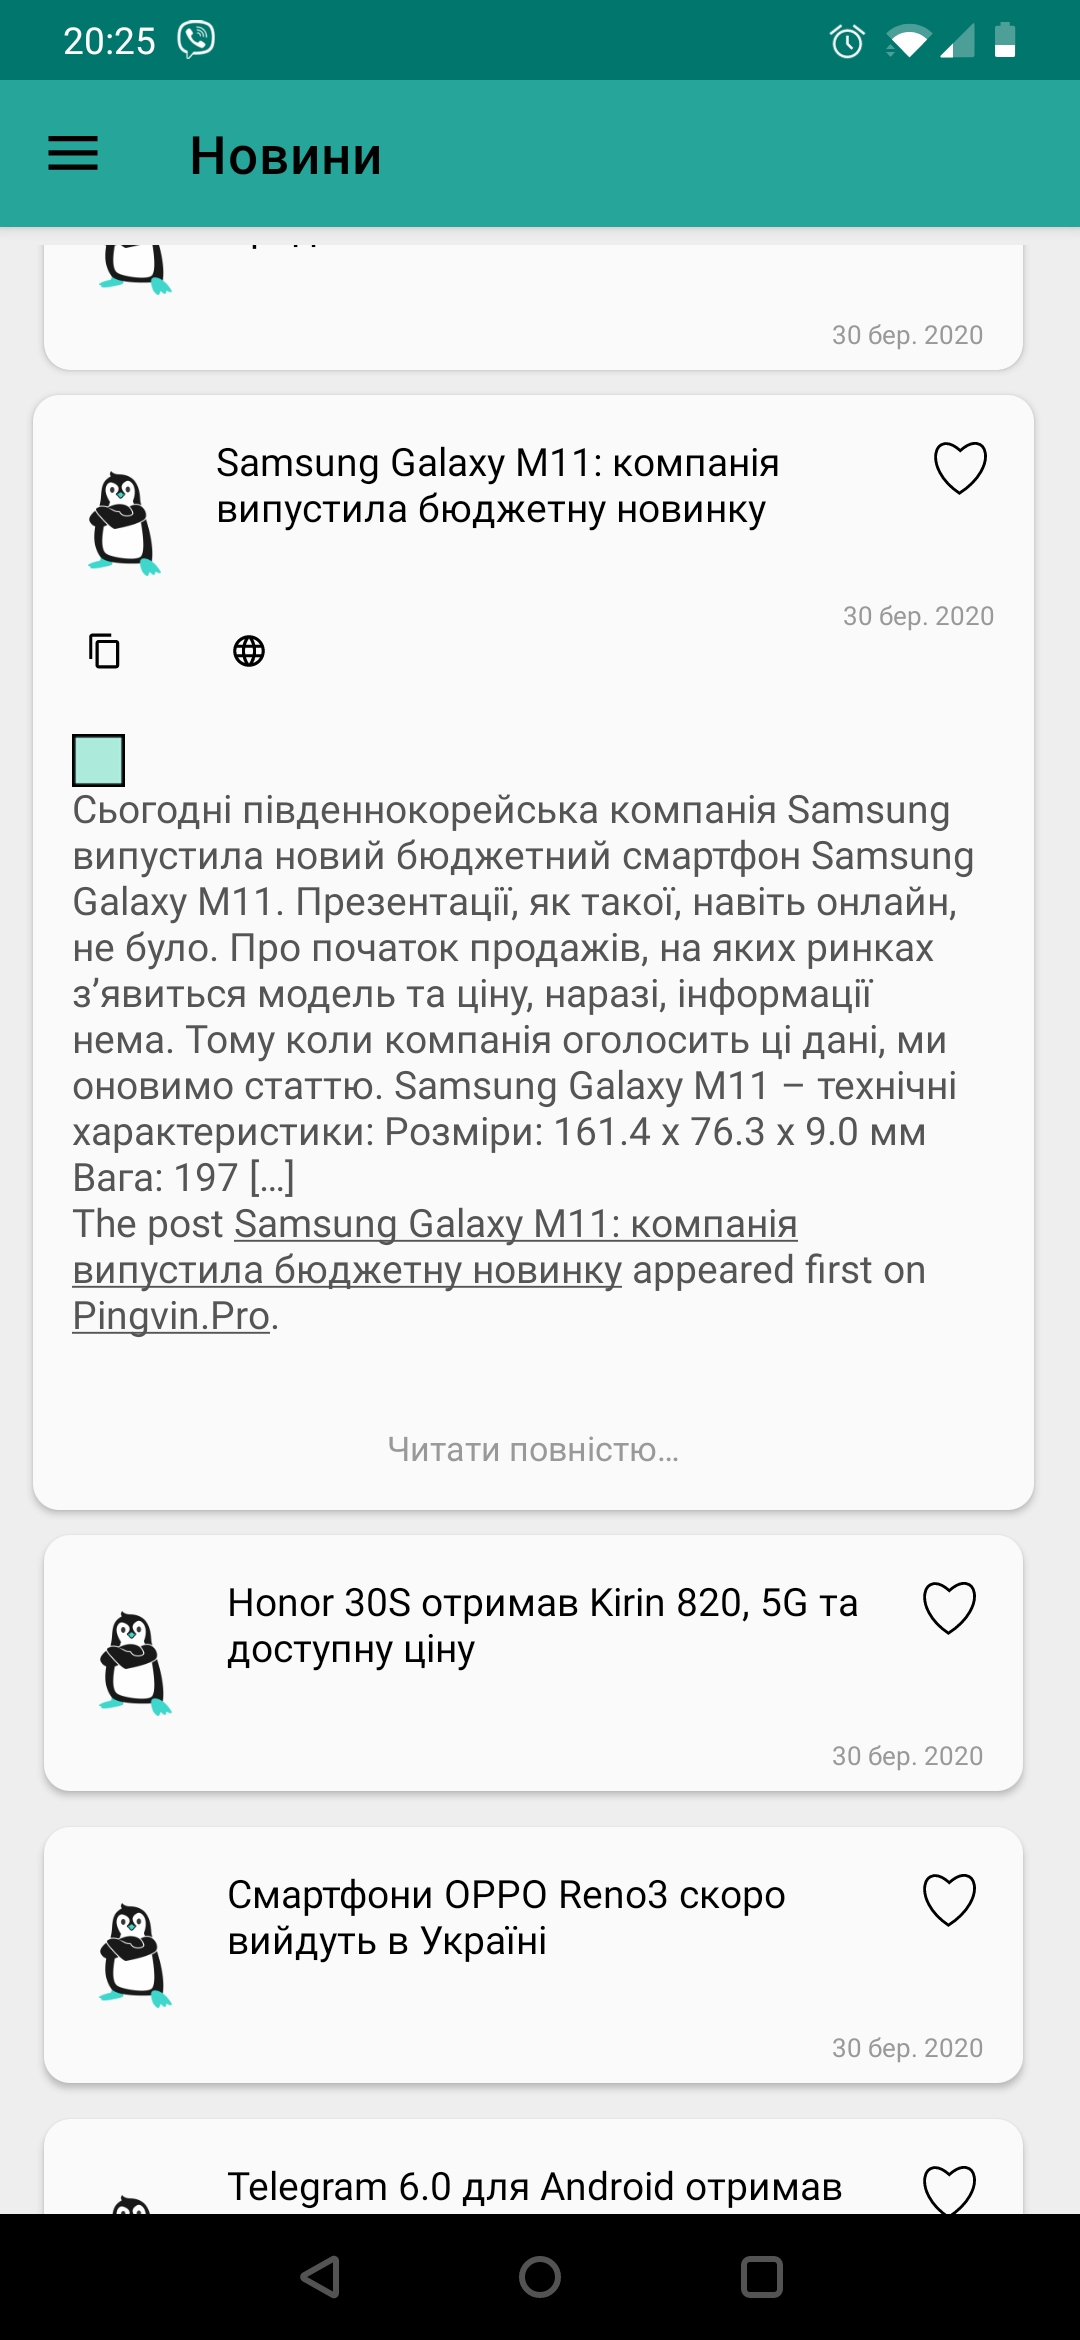 20:25
Новини
30 бер. 2020
Samsung Galaxy M11: компанія
випустила бюджетну новинку
30 бер. 2020
Сьогодні південнокорейська компанія Samsung
випустила новий бюджетний смартфон Samsung
Galaxy M11. Презентації, як такої, навіть онлайн,
не було. Про початок продажів, на яких ринках
з’явиться модель та ціну, наразі, інформації
нема. Тому коли компанія оголосить ці дані, ми
оновимо статтю. Samsung Galaxy M11 – технічні
характеристики: Розміри: 161.4 x 76.3 x 9.0 мм
Вага: 197 [...]
The post Samsung Galaxy M11: компанія
випустила бюджетну новинку appeared first on
Pingvin.Pro.
Читати повністю...
Honor 30S отримав Kirin 820, 5G та
доступну ціну
30 бер. 2020
Смартфони OPPO Reno3 скоро
вийдуть в Україні
30 бер. 2020
Telegram 6.0 для Android отримав